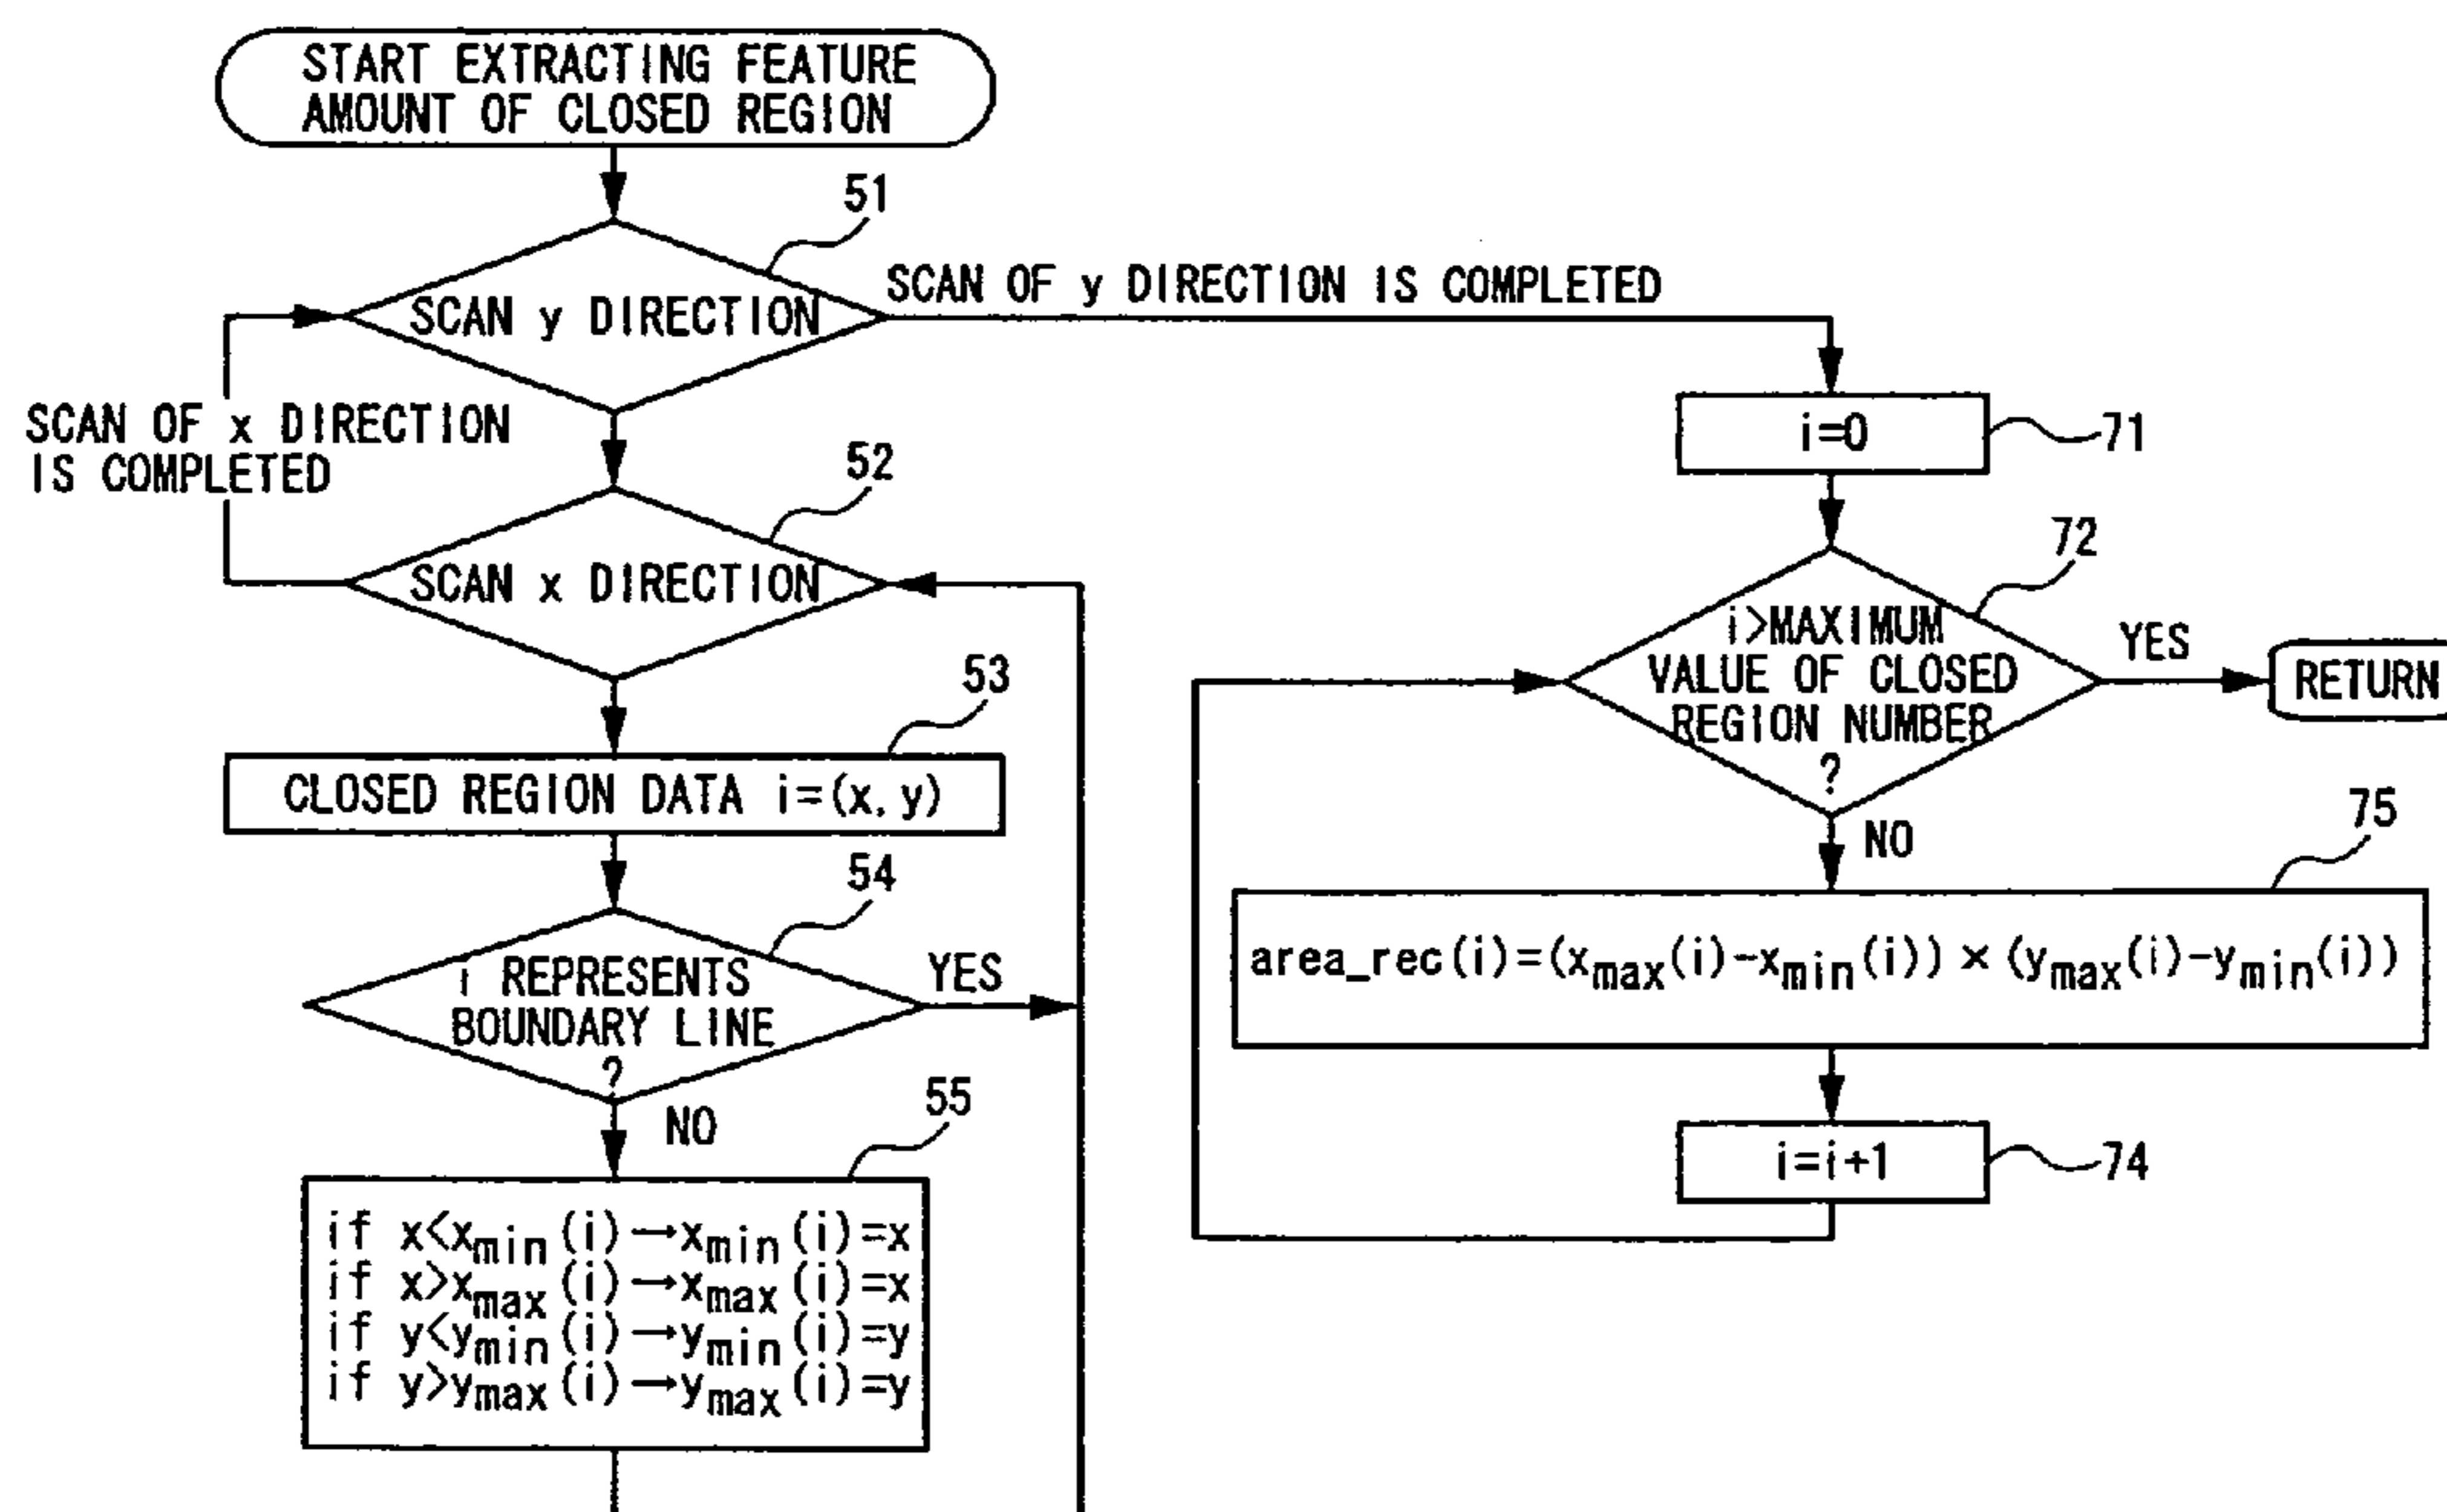 START EXTRACTING FEATURE
AMOUNT OF CLOSED REGION
51
SCAN y DIRECTION
SCAN OF y DIRECTION IS COMPLETED
SCAN OF x DIRECTION
IS COMPLETED
52
SCAN x DIRECTION
53
CLOSED REGION DATA i=(x, y)
54
i REPRESENTS
BOUNDARY LINE
?
YES
NO
55
if x<xmin(i)→xmin(i)=x
if x>xmax(i)→xmax(i)=x
if y<ymin(i)→ymin(i)=y
if y>ymax(i)→ymax(i)=y
i=0
71
72
i>MAXIMUM
VALUE OF CLOSED
REGION NUMBER
?
YES
RETURN
NO
75
area_rec(i)=(xmax(i)-xmin(i))×(ymax(i)-ymin(i))
i=i+1
74